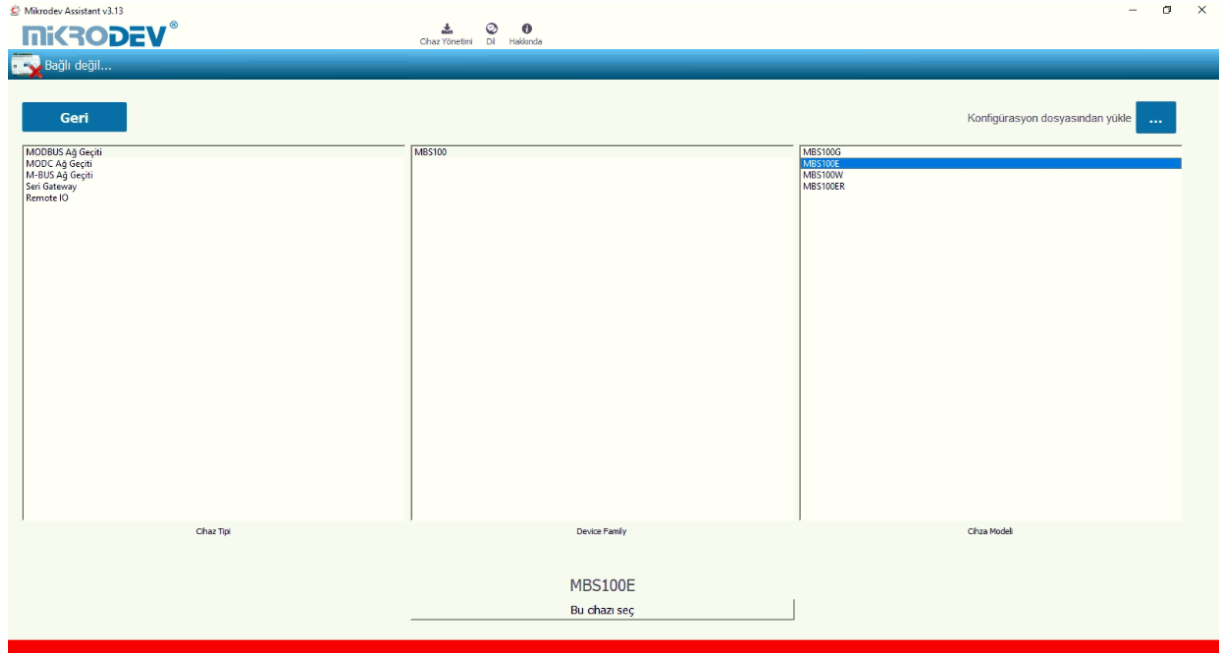 Mikrodev Assistant v3.13
MiKRODEV®
Cihaz Yönetimi Dil Hakkında
Bağlı değil...
Geri
Konfigürasyon dosyasından yükle ...
MODBUS Ağ Geçiti
MODC Ağ Geçiti
M-BUS Ağ Geçiti
Seri Gateway
Remote IO
MBS100
MBS100G
MBS100E
MBS100W
MBS100ER
Cihaz Tipi
Device Family
Cihza Modeli
MBS100E
Bu cihazı seç